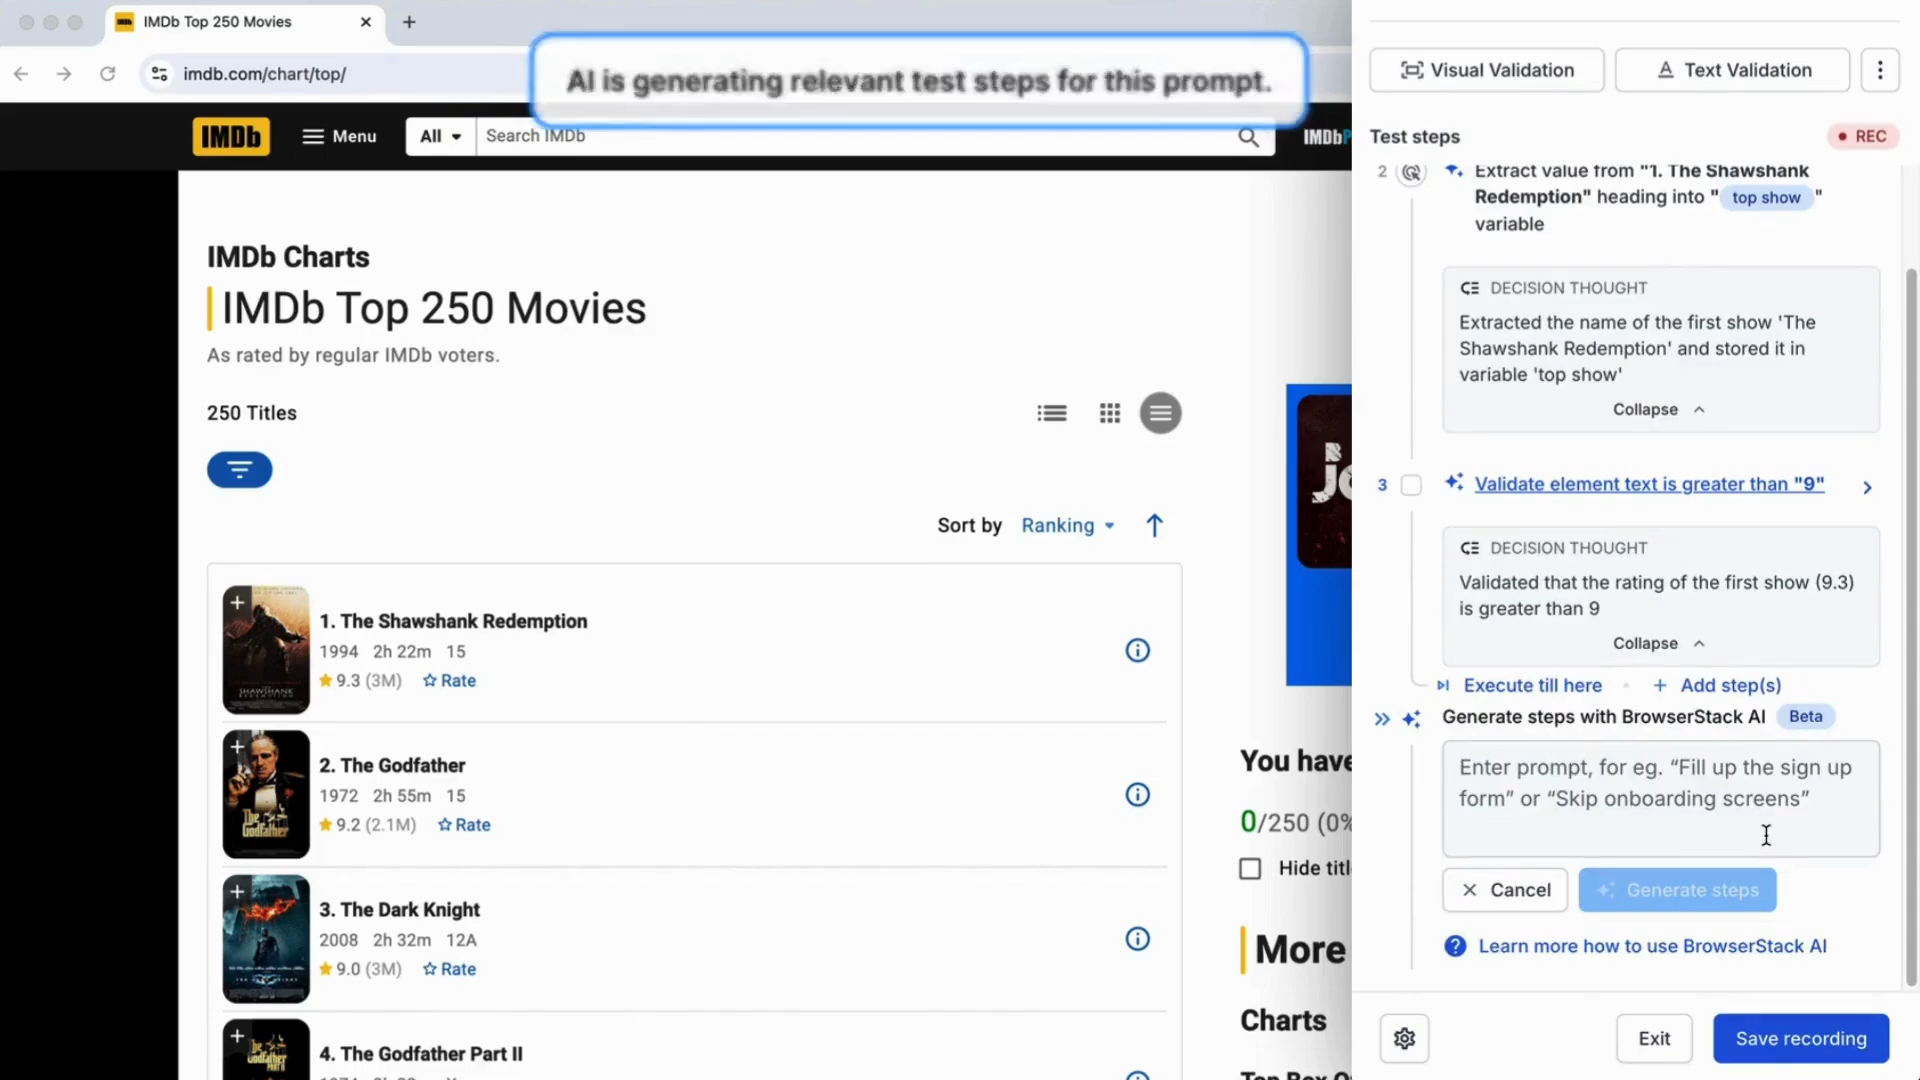 IMDb Top 250 Movies
imdb.com/chart/top/
AI is generating relevant test steps for this prompt.
IMDb
Menu
All
Search IMDb
IMDbP
IMDb Charts
IMDb Top 250 Movies
As rated by regular IMDb voters.
250 Titles
Sort by Ranking
1. The Shawshank Redemption
1994 2h 22m 15
9.3 (3M) Rate
SHAWSHANK
2. The Godfather
1972 2h 55m 15
9.2 (2.1M) Rate
The Godfather
3. The Dark Knight
2008 2h 32m 12A
9.0 (3M) Rate
4. The Godfather Part II
You have
0/250 (0%
Hide titl
More
Charts
Visual Validation
Text Validation
Test steps
REC
2 Extract value from "1. The Shawshank
Redemption" heading into " top show "
variable
DECISION THOUGHT
Extracted the name of the first show 'The
Shawshank Redemption' and stored it in
variable 'top show'
Collapse
3 Validate element text is greater than "9"
DECISION THOUGHT
Validated that the rating of the first show (9.3)
is greater than 9
Collapse
Execute till here
+ Add step(s)
Generate steps with BrowserStack AI Beta
Enter prompt, for eg. “Fill up the sign up
form” or “Skip onboarding screens”
Cancel
Generate steps
Learn more how to use BrowserStack AI
Exit
Save recording